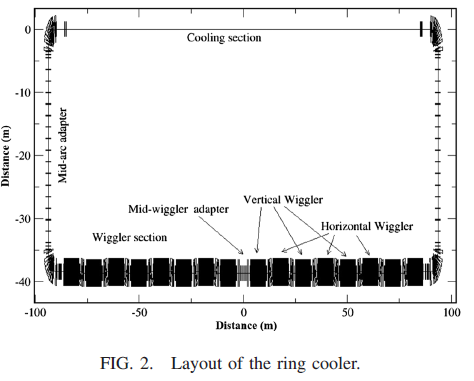 0
Cooling section
-10
Distance (m)
Mid-arc adapter
-20
-30
Mid-wiggler adapter
Vertical Wiggler
Horizontal Wiggler
Wiggler section
-40
-100
-50
0
50
100
Distance (m)
FIG. 2. Layout of the ring cooler.